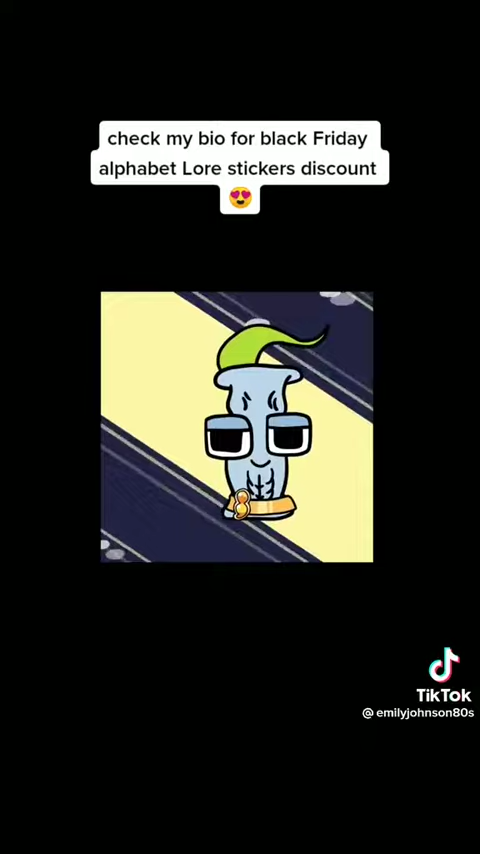 check my bio for black Friday
alphabet Lore stickers discount
😍
TikTok
@ emilyjohnson80s